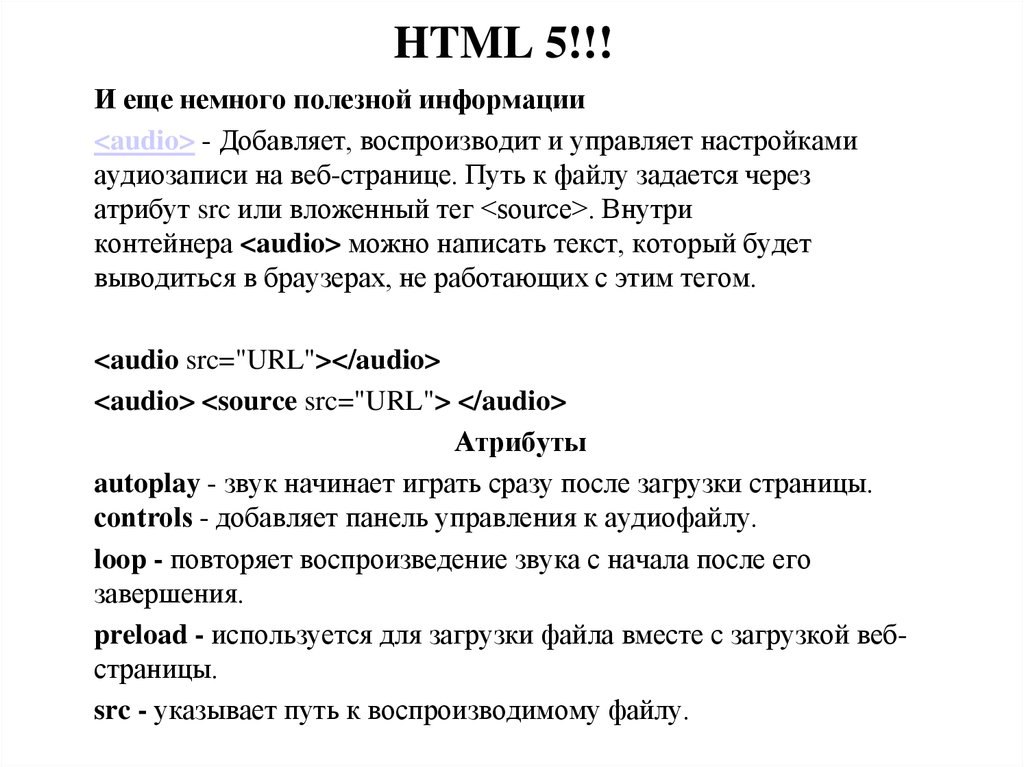 HTML 5!!!
И еще немного полезной информации
<audio> - Добавляет, воспроизводит и управляет настройками
аудиозаписи на веб-странице. Путь к файлу задается через
атрибут src или вложенный тег <source>. Внутри
контейнера <audio> можно написать текст, который будет
выводиться в браузерах, не работающих с этим тегом.
<audio src="URL"></audio>
<audio> <source src="URL"> </audio>
Атрибуты
autoplay - звук начинает играть сразу после загрузки страницы.
controls - добавляет панель управления к аудиофайлу.
loop - повторяет воспроизведение звука с начала после его
завершения.
preload - используется для загрузки файла вместе с загрузкой веб-
страницы.
src - указывает путь к воспроизводимому файлу.